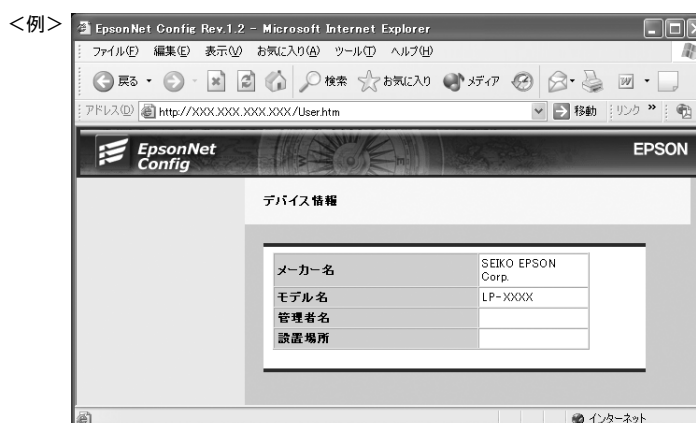 ＜例＞
EpsonNet Config Rev.1.2 - Microsoft Internet Explorer
ファイル(F) 編集(E) 表示(V) お気に入り(A) ツール(T) ヘルプ(H)
戻る 検索 お気に入り メディア
アドレス(D) http://XXX.XXX.XXX.XXX/User.htm 移動 リンク »
EpsonNet
Config
EPSON
デバイス情報
メーカー名 SEIKO EPSON
Corp.
モデル名 LP-XXXX
管理者名
設置場所
インターネット